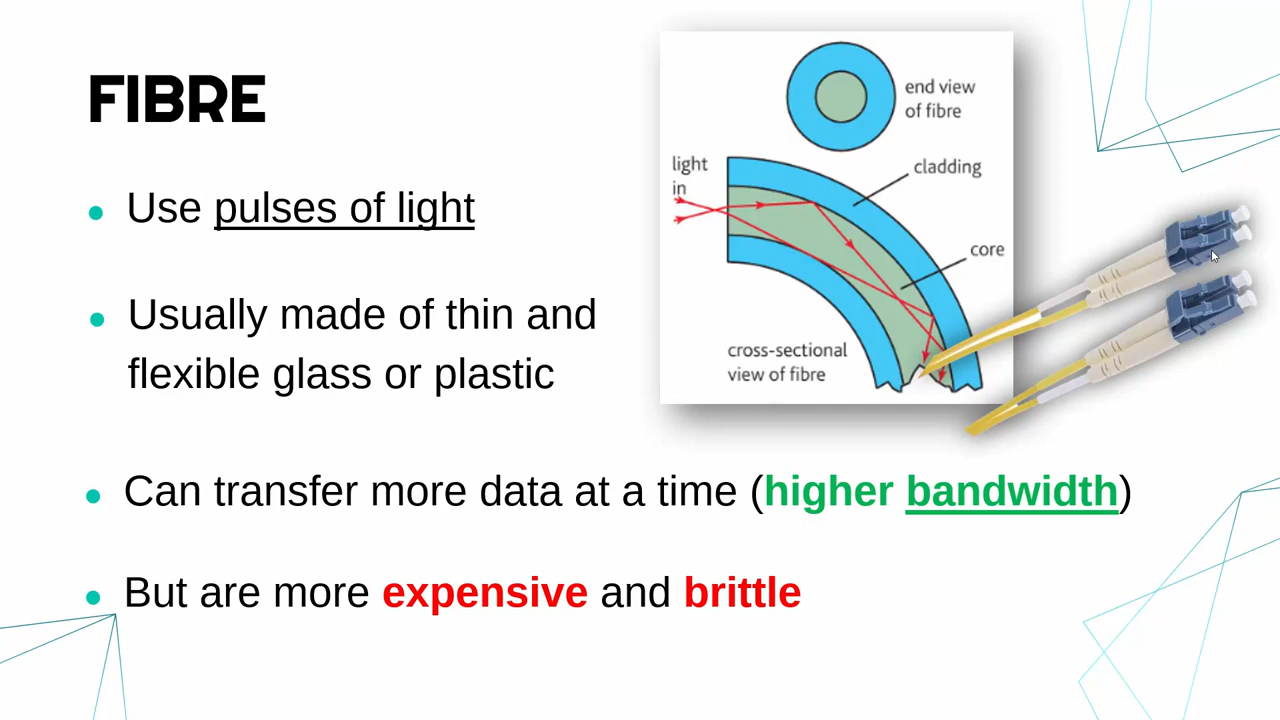 FIBRE
Use pulses of light
Usually made of thin and
flexible glass or plastic
Can transfer more data at a time (higher bandwidth)
But are more expensive and brittle
end view
of fibre
light
in
cladding
core
cross-sectional
view of fibre